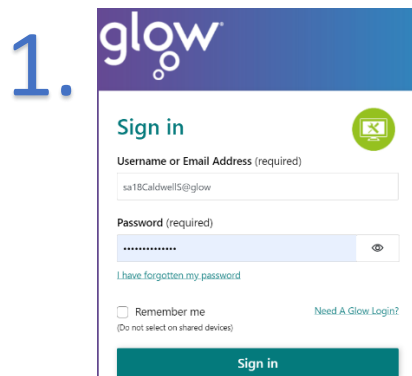 1.
glow
Sign in
Username or Email Address (required)
sa18CaldwellS@glow
Password (required)
••••••••••••••
I have forgotten my password
Remember me
Need A Glow Login?
(Do not select on shared devices)
Sign in